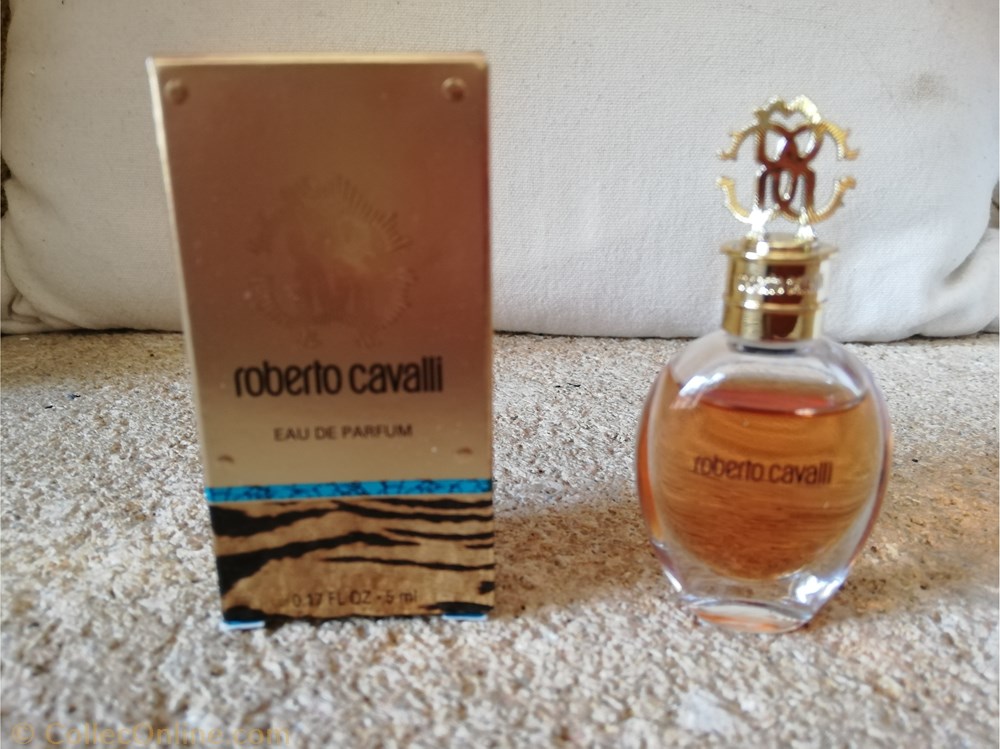 roberto cavalli
EAU DE PARFUM
0.17 FL OZ - 5 ml
roberto cavalli
© CollecOnline.com